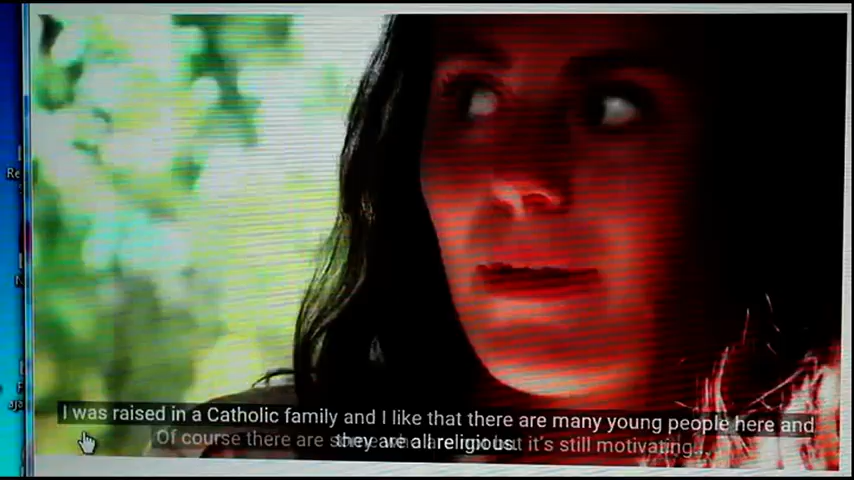 I was raised in a Catholic family and I like that there are many young people here and
they are all religious.
Of course there are it's still motivating...
Re